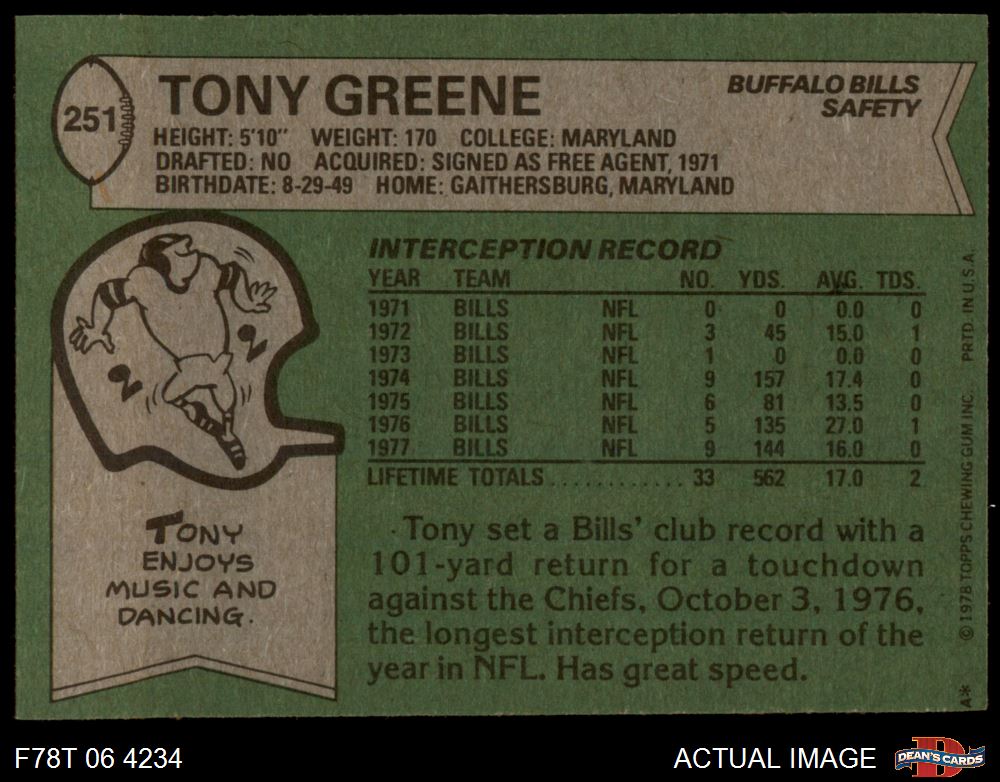 251
TONY GREENE
BUFFALO BILLS
SAFETY
HEIGHT: 5'10" WEIGHT: 170 COLLEGE: MARYLAND
DRAFTED: NO ACQUIRED: SIGNED AS FREE AGENT, 1971
BIRTHDATE: 8-29-49 HOME: GAITHERSBURG, MARYLAND
INTERCEPTION RECORD
YEAR TEAM NO. YDS. AVG. TDS.
1971 BILLS NFL 0 0 0.0 0
1972 BILLS NFL 3 45 15.0 1
1973 BILLS NFL 1 0 0.0 0
1974 BILLS NFL 9 157 17.4 0
1975 BILLS NFL 6 81 13.5 0
1976 BILLS NFL 5 135 27.0 1
1977 BILLS NFL 9 144 16.0 0
LIFETIME TOTALS............ 33 562 17.0 2
TONY
ENJOYS
MUSIC AND
DANCING.
Tony set a Bills' club record with a
101-yard return for a touchdown
against the Chiefs, October 3, 1976,
the longest interception return of the
year in NFL. Has great speed.
© 1978 TOPPS CHEWING GUM INC. PRTD. IN U.S.A.
A*
F78T 06 4234
ACTUAL IMAGE
D
DEAN'S CARDS